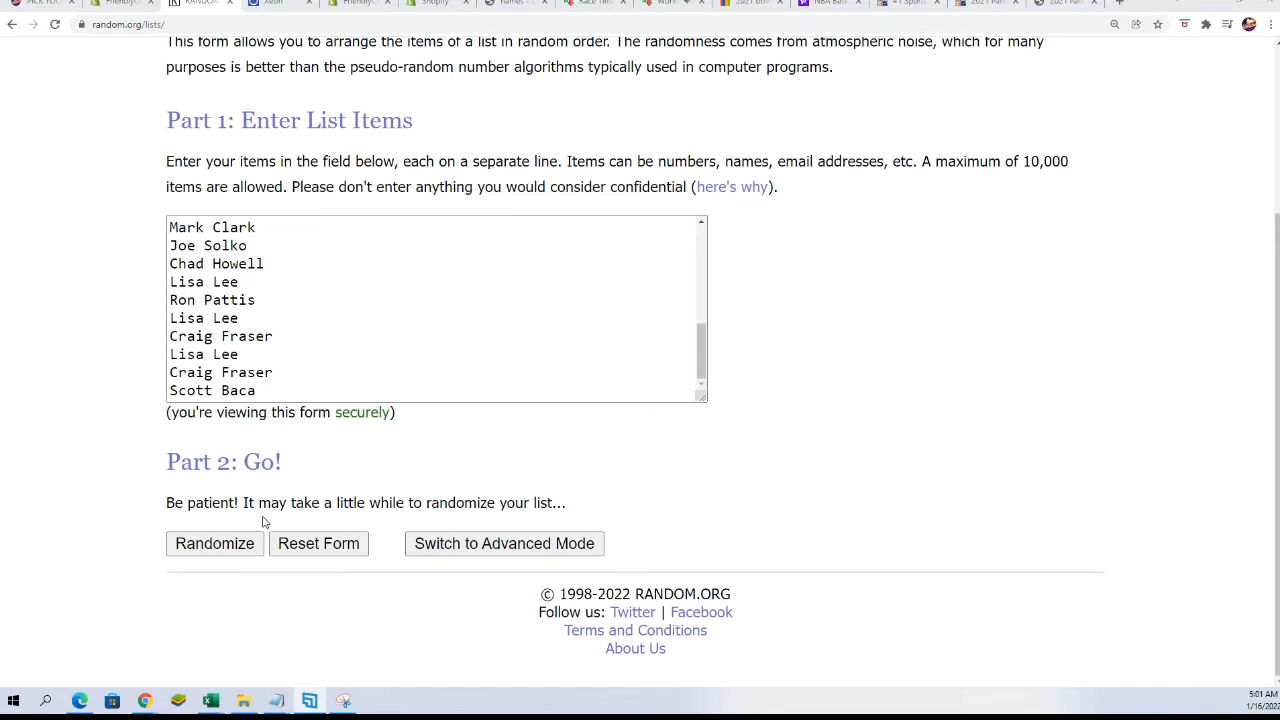 random.org/lists/
This form allows you to arrange the items of a list in random order. The randomness comes from atmospheric noise, which for many
purposes is better than the pseudo-random number algorithms typically used in computer programs.
Part 1: Enter List Items
Enter your items in the field below, each on a separate line. Items can be numbers, names, email addresses, etc. A maximum of 10,000
items are allowed. Please don't enter anything you would consider confidential (here's why).
Mark Clark
Joe Solko
Chad Howell
Lisa Lee
Ron Pattis
Lisa Lee
Craig Fraser
Lisa Lee
Craig Fraser
Scott Baca
(you're viewing this form securely)
Part 2: Go!
Be patient! It may take a little while to randomize your list...
Randomize Reset Form Switch to Advanced Mode
© 1998-2022 RANDOM.ORG
Follow us: Twitter | Facebook
Terms and Conditions
About Us
5:01 AM
1/16/2022